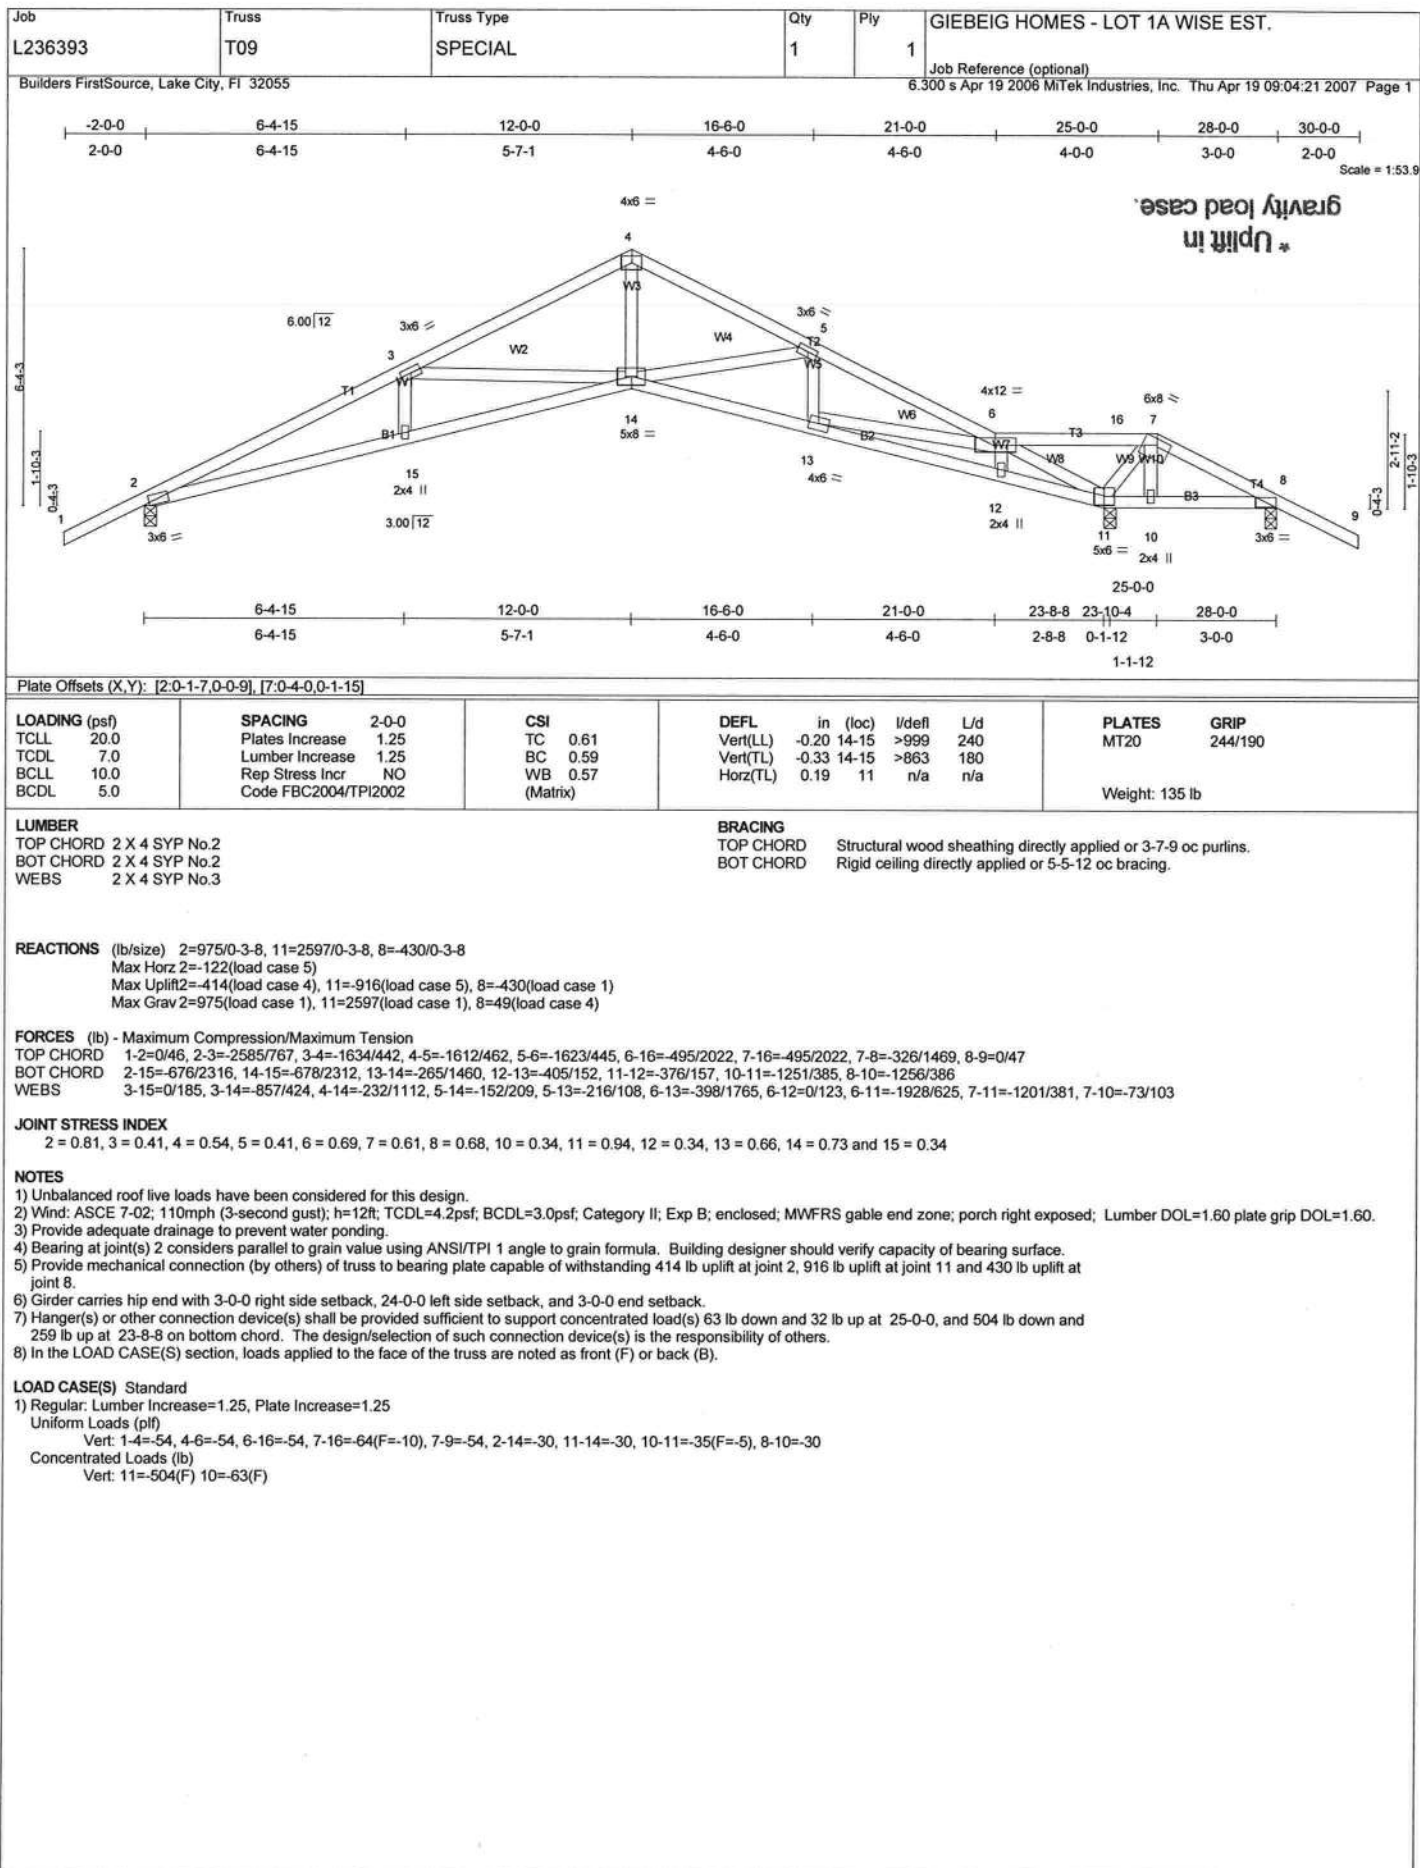 Job Truss Truss Type Qty Ply GIEBEIG HOMES - LOT 1A WISE EST.
L236393 T09 SPECIAL 1 1
Job Reference (optional)
Builders FirstSource, Lake City, Fl 32055 6.300 s Apr 19 2006 MiTek Industries, Inc. Thu Apr 19 09:04:21 2007 Page 1
-2-0-0 6-4-15 12-0-0 16-6-0 21-0-0 25-0-0 28-0-0 30-0-0
2-0-0 6-4-15 5-7-1 4-6-0 4-6-0 4-0-0 3-0-0 2-0-0
Scale = 1:53.9
* Uplift in
gravity load case.
4x6 =
4
W3
6.00 12
3x6
3
W2
W4
3x6
5
T2
W5
4x12 =
6
16
6x8
7
T1
W
B1
14
5x8 =
W6
B2
W7
T3
W8
W9 W10
T4
8
9
6-4-3
1-10-3
0-4-3
2-11-2
1-10-3
0-4-3
2
1
3x6 =
15
2x4 ||
3.00 12
13
4x6
12
2x4 ||
11
5x6 =
10
2x4 ||
B3
3x6 =
25-0-0
6-4-15 12-0-0 16-6-0 21-0-0 23-8-8 23-10-4 28-0-0
6-4-15 5-7-1 4-6-0 4-6-0 2-8-8 0-1-12 3-0-0
1-1-12
Plate Offsets (X,Y): [2:0-1-7,0-0-9], [7:0-4-0,0-1-15]
LOADING (psf) SPACING 2-0-0 CSI DEFL in (loc) l/defl L/d PLATES GRIP
TCLL 20.0 Plates Increase 1.25 TC 0.61 Vert(LL) -0.20 14-15 >999 240 MT20 244/190
TCDL 7.0 Lumber Increase 1.25 BC 0.59 Vert(TL) -0.33 14-15 >863 180
BCLL 10.0 Rep Stress Incr NO WB 0.57 Horz(TL) 0.19 11 n/a n/a
BCDL 5.0 Code FBC2004/TPI2002 (Matrix) Weight: 135 lb
LUMBER BRACING
TOP CHORD 2 X 4 SYP No.2 TOP CHORD Structural wood sheathing directly applied or 3-7-9 oc purlins.
BOT CHORD 2 X 4 SYP No.2 BOT CHORD Rigid ceiling directly applied or 5-5-12 oc bracing.
WEBS 2 X 4 SYP No.3
REACTIONS (lb/size) 2=975/0-3-8, 11=2597/0-3-8, 8=-430/0-3-8
Max Horz 2=-122(load case 5)
Max Uplift2=-414(load case 4), 11=-916(load case 5), 8=-430(load case 1)
Max Grav 2=975(load case 1), 11=2597(load case 1), 8=49(load case 4)
FORCES (lb) - Maximum Compression/Maximum Tension
TOP CHORD 1-2=0/46, 2-3=-2585/767, 3-4=-1634/442, 4-5=-1612/462, 5-6=-1623/445, 6-16=-495/2022, 7-16=-495/2022, 7-8=-326/1469, 8-9=0/47
BOT CHORD 2-15=-676/2316, 14-15=-678/2312, 13-14=-265/1460, 12-13=-405/152, 11-12=-376/157, 10-11=-1251/385, 8-10=-1256/386
WEBS 3-15=0/185, 3-14=-857/424, 4-14=-232/1112, 5-14=-152/209, 5-13=-216/108, 6-13=-398/1765, 6-12=0/123, 6-11=-1928/625, 7-11=-1201/381, 7-10=-73/103
JOINT STRESS INDEX
2 = 0.81, 3 = 0.41, 4 = 0.54, 5 = 0.41, 6 = 0.69, 7 = 0.61, 8 = 0.68, 10 = 0.34, 11 = 0.94, 12 = 0.34, 13 = 0.66, 14 = 0.73 and 15 = 0.34
NOTES
1) Unbalanced roof live loads have been considered for this design.
2) Wind: ASCE 7-02; 110mph (3-second gust); h=12ft; TCDL=4.2psf; BCDL=3.0psf; Category II; Exp B; enclosed; MWFRS gable end zone; porch right exposed; Lumber DOL=1.60 plate grip DOL=1.60.
3) Provide adequate drainage to prevent water ponding.
4) Bearing at joint(s) 2 considers parallel to grain value using ANSI/TPI 1 angle to grain formula. Building designer should verify capacity of bearing surface.
5) Provide mechanical connection (by others) of truss to bearing plate capable of withstanding 414 lb uplift at joint 2, 916 lb uplift at joint 11 and 430 lb uplift at
joint 8.
6) Girder carries hip end with 3-0-0 right side setback, 24-0-0 left side setback, and 3-0-0 end setback.
7) Hanger(s) or other connection device(s) shall be provided sufficient to support concentrated load(s) 63 lb down and 32 lb up at 25-0-0, and 504 lb down and
259 lb up at 23-8-8 on bottom chord. The design/selection of such connection device(s) is the responsibility of others.
8) In the LOAD CASE(S) section, loads applied to the face of the truss are noted as front (F) or back (B).
LOAD CASE(S) Standard
1) Regular: Lumber Increase=1.25, Plate Increase=1.25
Uniform Loads (plf)
Vert: 1-4=-54, 4-6=-54, 6-16=-54, 7-16=-64(F=-10), 7-9=-54, 2-14=-30, 11-14=-30, 10-11=-35(F=-5), 8-10=-30
Concentrated Loads (lb)
Vert: 11=-504(F) 10=-63(F)